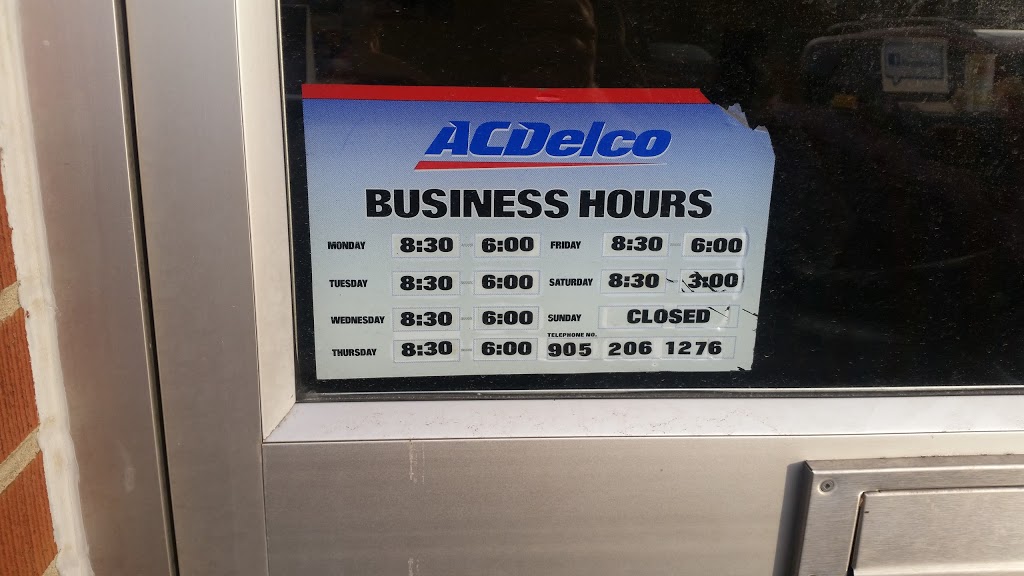 ACDelco
BUSINESS HOURS
MONDAY 8:30 6:00 FRIDAY 8:30 6:00
TUESDAY 8:30 6:00 SATURDAY 8:30 3:00
WEDNESDAY 8:30 6:00 SUNDAY CLOSED
TELEPHONE NO.
THURSDAY 8:30 6:00 905 206 1276